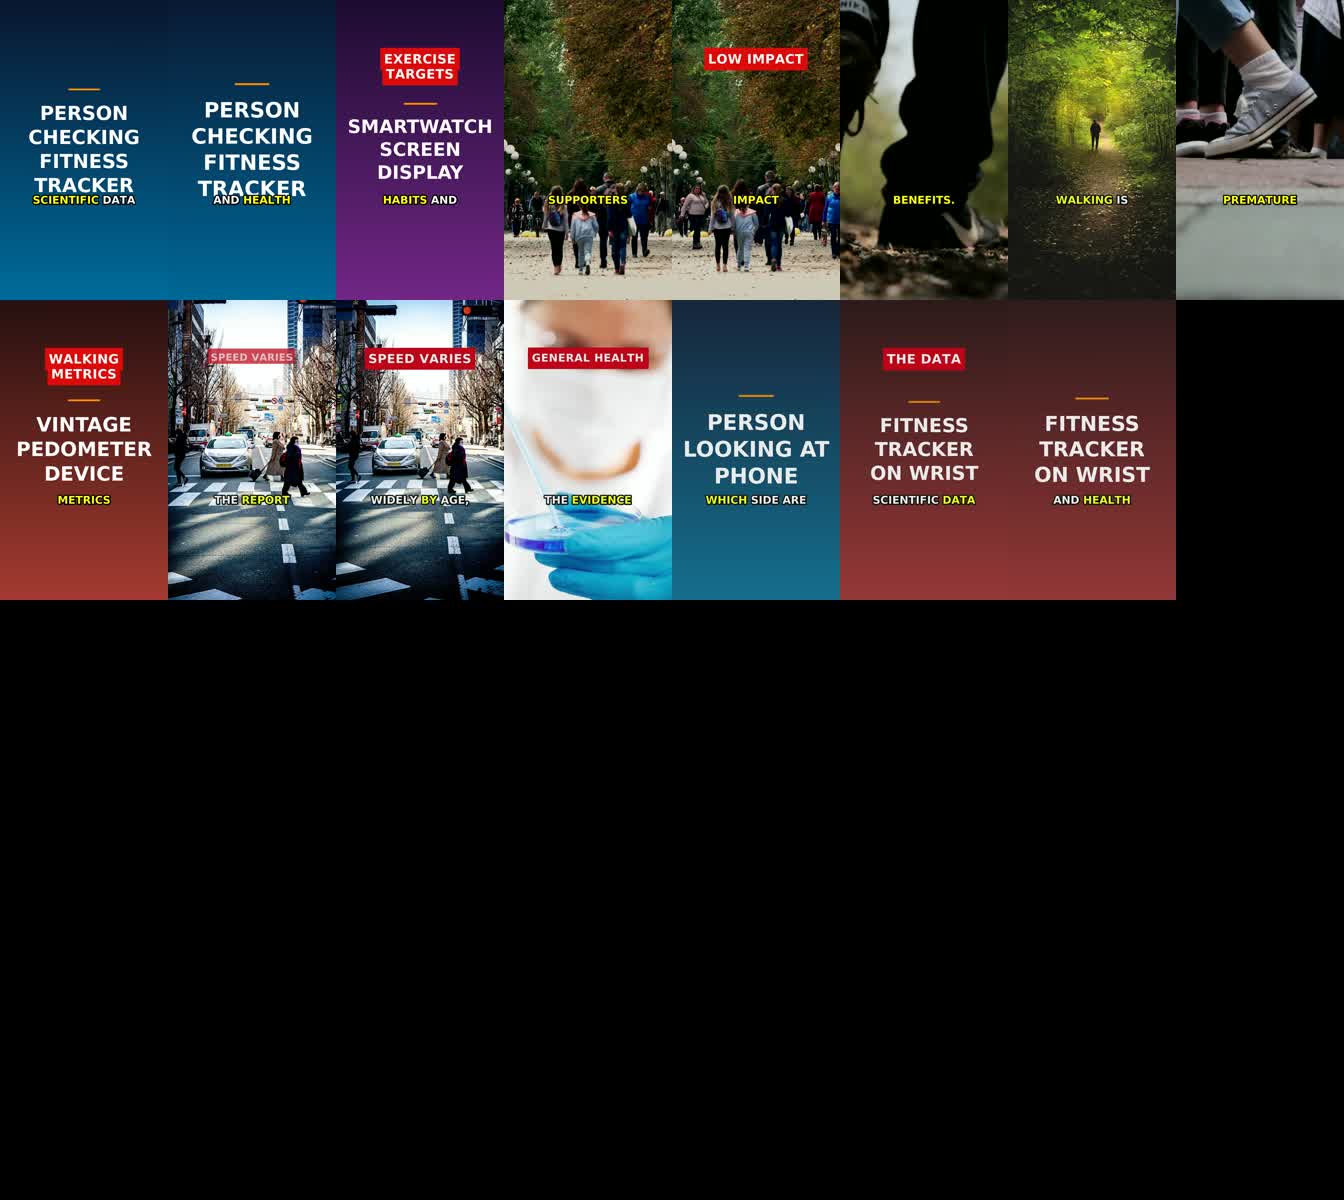 PERSON
CHECKING
FITNESS
TRACKER
SCIENTIFIC DATA
PERSON
CHECKING
FITNESS
TRACKER
AND HEALTH
EXERCISE
TARGETS
SMARTWATCH
SCREEN
DISPLAY
HABITS AND
SUPPORTERS
LOW IMPACT
IMPACT
BENEFITS.
WALKING IS
PREMATURE
WALKING
METRICS
VINTAGE
PEDOMETER
DEVICE
METRICS
SPEED VARIES
THE REPORT
SPEED VARIES
WIDELY BY AGE,
GENERAL HEALTH
THE EVIDENCE
PERSON
LOOKING AT
PHONE
WHICH SIDE ARE
THE DATA
FITNESS
TRACKER
ON WRIST
SCIENTIFIC DATA
FITNESS
TRACKER
ON WRIST
AND HEALTH